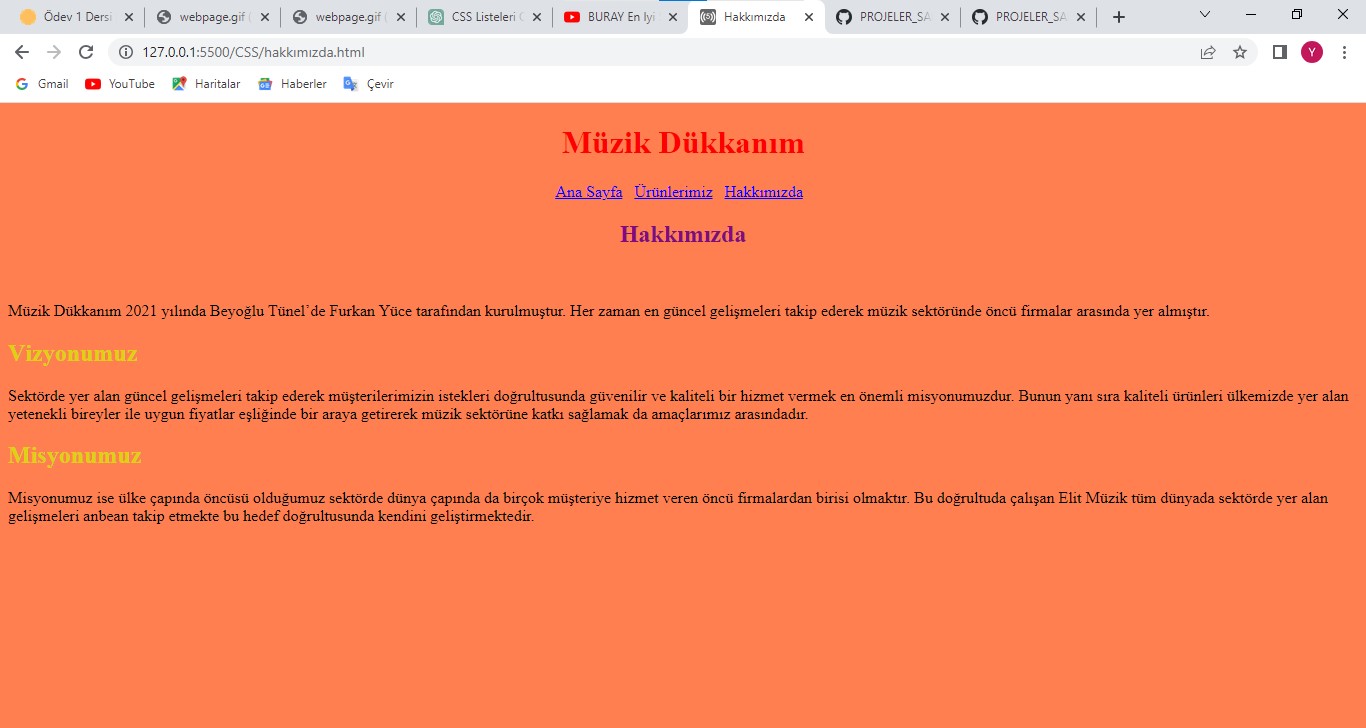 Ödev 1 Dersi
webpage.gif (
webpage.gif (
CSS Listeleri Ö
BURAY En İyi
Hakkımızda
PROJELER_SA
PROJELER_SA
127.0.0.1:5500/CSS/hakkımızda.html
Y
Gmail
YouTube
Haritalar
Haberler
Çevir
Müzik Dükkanım
Ana Sayfa Ürünlerimiz Hakkımızda
Hakkımızda
Müzik Dükkanım 2021 yılında Beyoğlu Tünel’de Furkan Yüce tarafından kurulmuştur. Her zaman en güncel gelişmeleri takip ederek müzik sektöründe öncü firmalar arasında yer almıştır.
Vizyonumuz
Sektörde yer alan güncel gelişmeleri takip ederek müşterilerimizin istekleri doğrultusunda güvenilir ve kaliteli bir hizmet vermek en önemli misyonumuzdur. Bunun yanı sıra kaliteli ürünleri ülkemizde yer alan
yetenekli bireyler ile uygun fiyatlar eşliğinde bir araya getirerek müzik sektörüne katkı sağlamak da amaçlarımız arasındadır.
Misyonumuz
Misyonumuz ise ülke çapında öncüsü olduğumuz sektörde dünya çapında da birçok müşteriye hizmet veren öncü firmalardan birisi olmaktır. Bu doğrultuda çalışan Elit Müzik tüm dünyada sektörde yer alan
gelişmeleri anbean takip etmekte bu hedef doğrultusunda kendini geliştirmektedir.